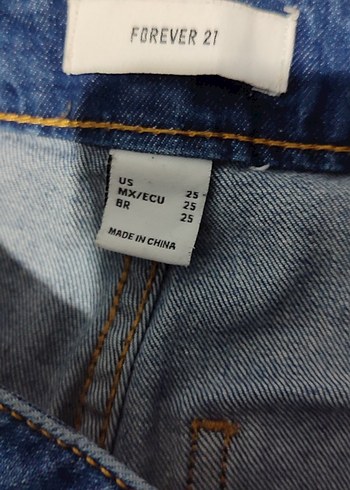 FOREVER 21
US 25
MX/ECU 25
BR 25
MADE IN CHINA